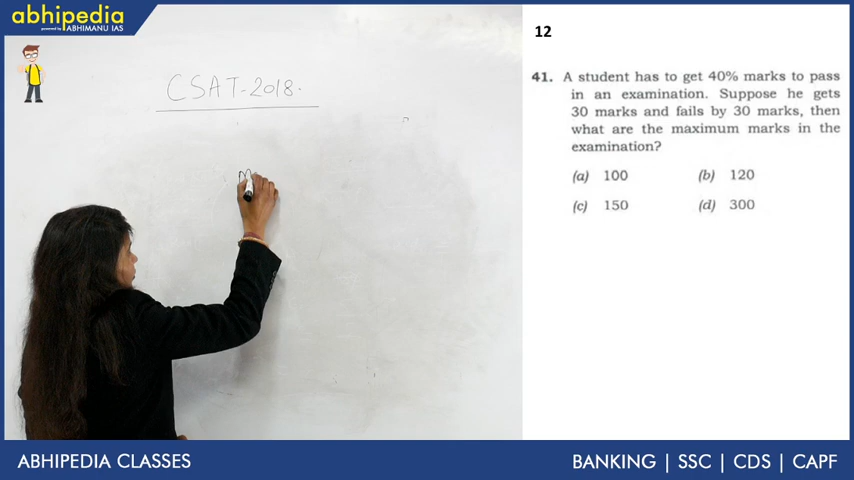 abhipedia
powered by ABHIMANU IAS
CSAT-2018.
12
41. A student has to get 40% marks to pass
in an examination. Suppose he gets
30 marks and fails by 30 marks, then
what are the maximum marks in the
examination?
(a) 100 (b) 120
(c) 150 (d) 300
ABHIPEDIA CLASSES
BANKING | SSC | CDS | CAPF